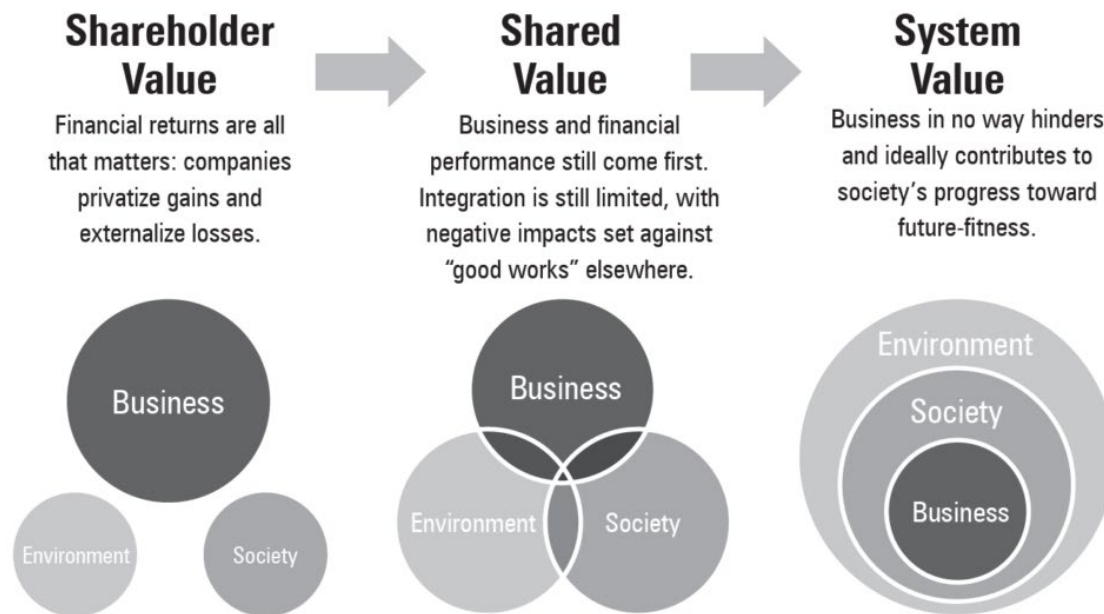 Shareholder
Value
Financial returns are all
that matters: companies
privatize gains and
externalize losses.
Business
Environment
Society
Shared
Value
Business and financial
performance still come first.
Integration is still limited, with
negative impacts set against
“good works” elsewhere.
Business
Environment
Society
System
Value
Business in no way hinders
and ideally contributes to
society’s progress toward
future-fitness.
Environment
Society
Business